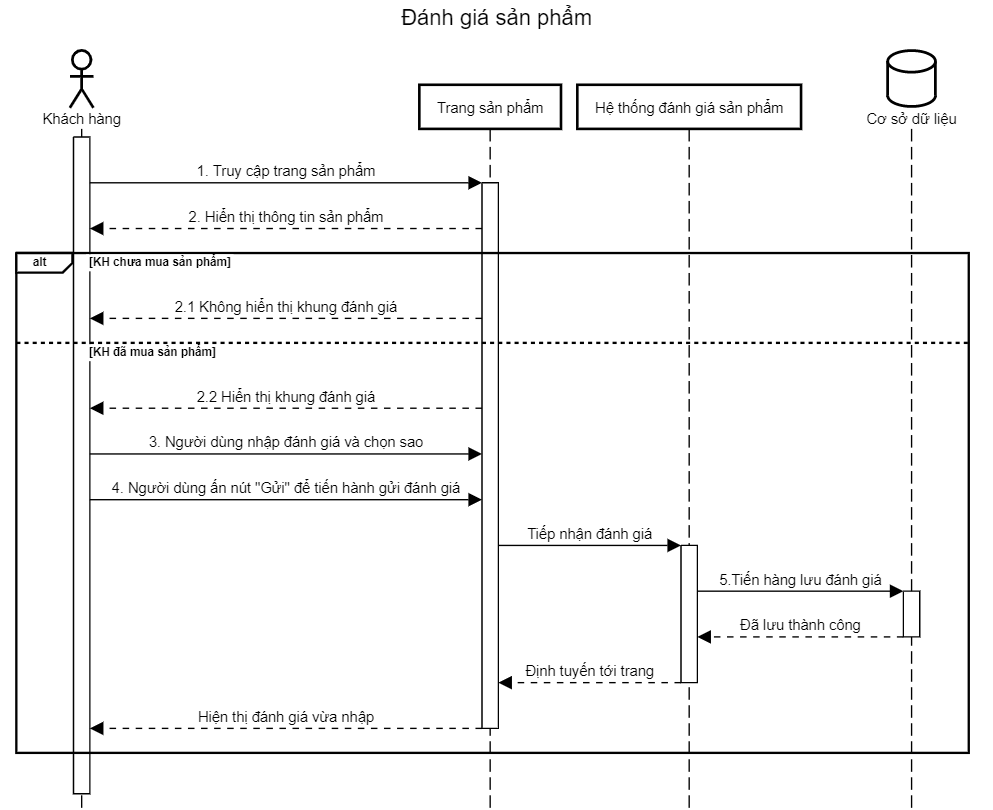 Đánh giá sản phẩm
Khách hàng
Trang sản phẩm
Hệ thống đánh giá sản phẩm
Cơ sở dữ liệu
1. Truy cập trang sản phẩm
2. Hiển thị thông tin sản phẩm
alt
[KH chưa mua sản phẩm]
2.1 Không hiển thị khung đánh giá
[KH đã mua sản phẩm]
2.2 Hiển thị khung đánh giá
3. Người dùng nhập đánh giá và chọn sao
4. Người dùng ấn nút "Gửi" để tiến hành gửi đánh giá
Tiếp nhận đánh giá
5.Tiến hàng lưu đánh giá
Đã lưu thành công
Định tuyến tới trang
Hiện thị đánh giá vừa nhập